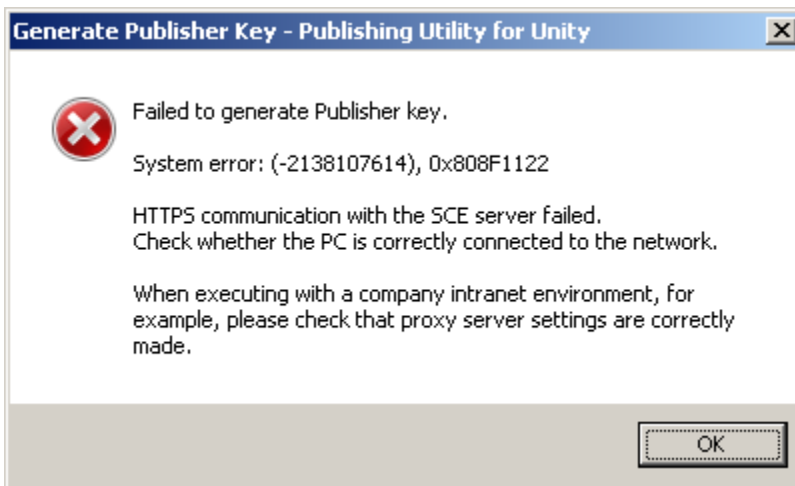 Generate Publisher Key - Publishing Utility for Unity
Failed to generate Publisher key.
System error: (-2138107614), 0x808F1122
HTTPS communication with the SCE server failed.
Check whether the PC is correctly connected to the network.
When executing with a company intranet environment, for
example, please check that proxy server settings are correctly
made.
OK